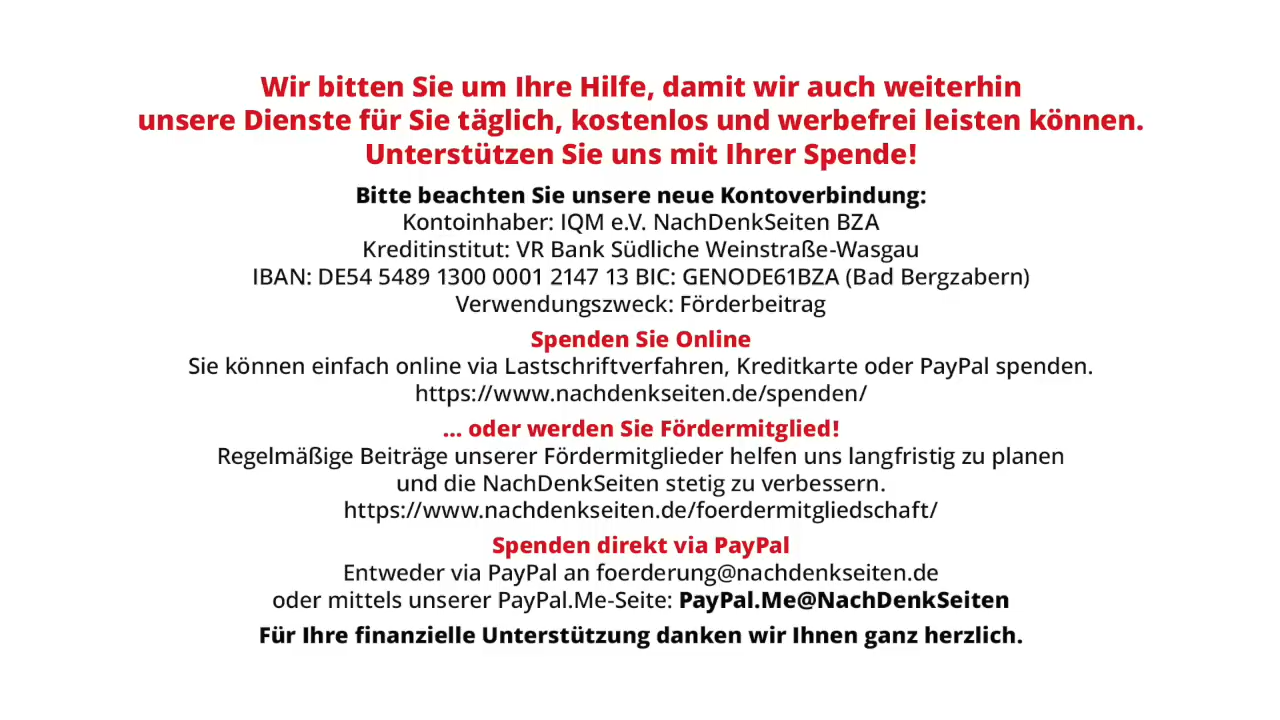 Wir bitten Sie um Ihre Hilfe, damit wir auch weiterhin
unsere Dienste für Sie täglich, kostenlos und werbefrei leisten können.
Unterstützen Sie uns mit Ihrer Spende!
Bitte beachten Sie unsere neue Kontoverbindung:
Kontoinhaber: IQM e.V. NachDenkSeiten BZA
Kreditinstitut: VR Bank Südliche Weinstraße-Wasgau
IBAN: DE54 5489 1300 0001 2147 13 BIC: GENODE61BZA (Bad Bergzabern)
Verwendungszweck: Förderbeitrag
Spenden Sie Online
Sie können einfach online via Lastschriftverfahren, Kreditkarte oder PayPal spenden.
https://www.nachdenkseiten.de/spenden/
... oder werden Sie Fördermitglied!
Regelmäßige Beiträge unserer Fördermitglieder helfen uns langfristig zu planen
und die NachDenkSeiten stetig zu verbessern.
https://www.nachdenkseiten.de/foerdermitgliedschaft/
Spenden direkt via PayPal
Entweder via PayPal an foerderung@nachdenkseiten.de
oder mittels unserer PayPal.Me-Seite: PayPal.Me@NachDenkSeiten
Für Ihre finanzielle Unterstützung danken wir Ihnen ganz herzlich.